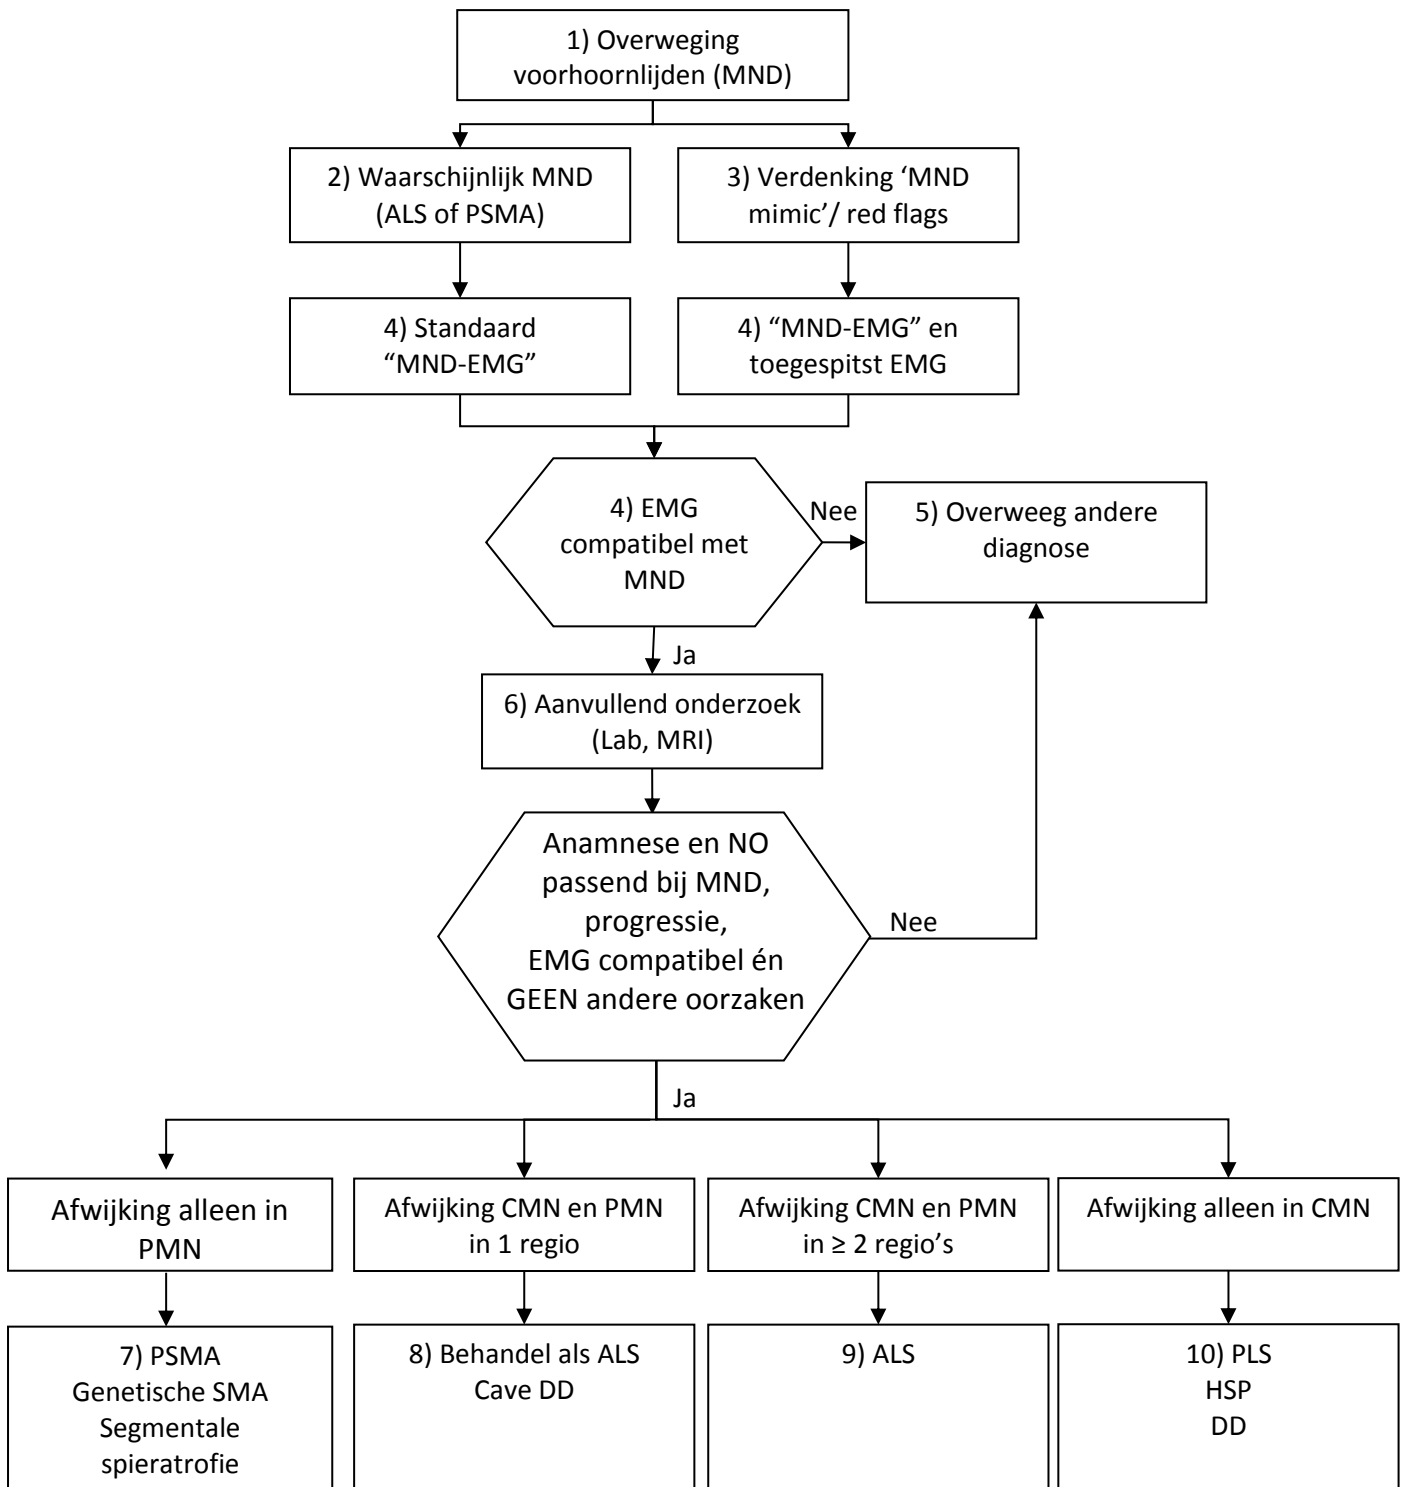 1) Overweging
voorhoornlijden (MND)
2) Waarschijnlijk MND
(ALS of PSMA)
3) Verdenking ‘MND
mimic’/ red flags
4) Standaard
“MND-EMG”
4) “MND-EMG” en
toegespitst EMG
4) EMG
compatibel met
MND
Nee
5) Overweeg andere
diagnose
Ja
6) Aanvullend onderzoek
(Lab, MRI)
Anamnese en NO
passend bij MND,
progressie,
EMG compatibel én
GEEN andere oorzaken
Nee
Ja
Afwijking alleen in
PMN
Afwijking CMN en PMN
in 1 regio
Afwijking CMN en PMN
in ≥ 2 regio’s
Afwijking alleen in CMN
7) PSMA
Genetische SMA
Segmentale
spieratrofie
8) Behandel als ALS
Cave DD
9) ALS
10) PLS
HSP
DD